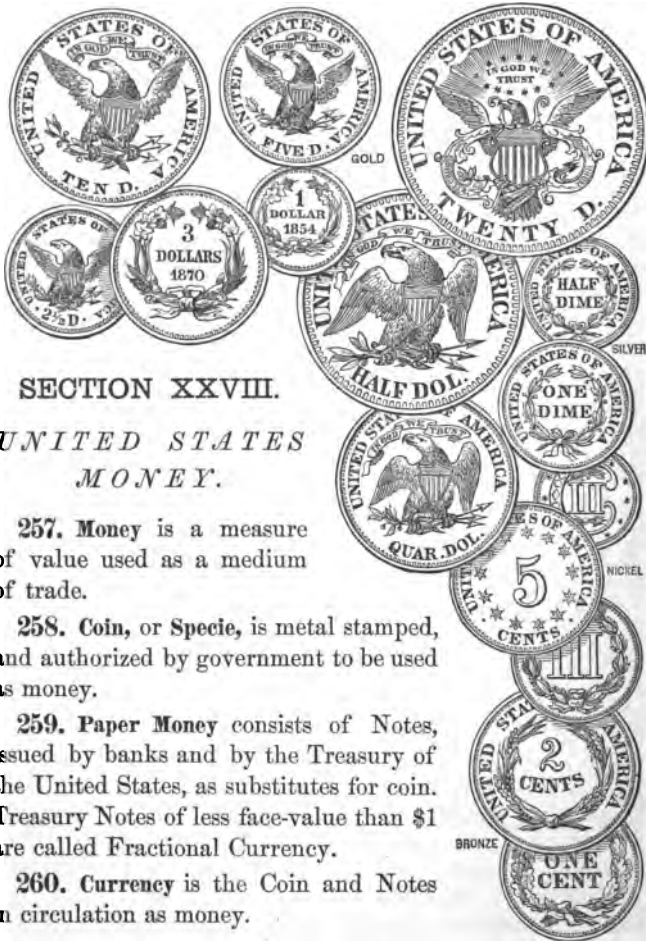 UNITED STATES OF AMERICA
IN GOD WE TRUST
TEN D.
UNITED STATES OF AMERICA
IN GOD WE TRUST
FIVE D.
GOLD
UNITED STATES OF AMERICA
IN GOD WE
TRUST
TWENTY D.
STATES OF
2½ D.
3
DOLLARS
1870
1
DOLLAR
1854
UNITED STATES
IN GOD WE TRUST
HALF DOL.
UNITED STATES OF AMERICA
HALF
DIME
SILVER
UNITED STATES OF AMERICA
ONE
DIME
SECTION XXVIII.
UNITED STATES
MONEY.
UNITED STATES OF AMERICA
IN GOD WE TRUST
QUAR. DOL.
III
NICKEL
5
CENTS
257. Money is a measure
of value used as a medium
of trade.
258. Coin, or Specie, is metal stamped,
and authorized by government to be used
as money.
III
259. Paper Money consists of Notes,
issued by banks and by the Treasury of
the United States, as substitutes for coin.
Treasury Notes of less face-value than $1
are called Fractional Currency.
UNITED STA AMERICA
2
CENTS
BRONZE
ONE
CENT
260. Currency is the Coin and Notes
in circulation as money.